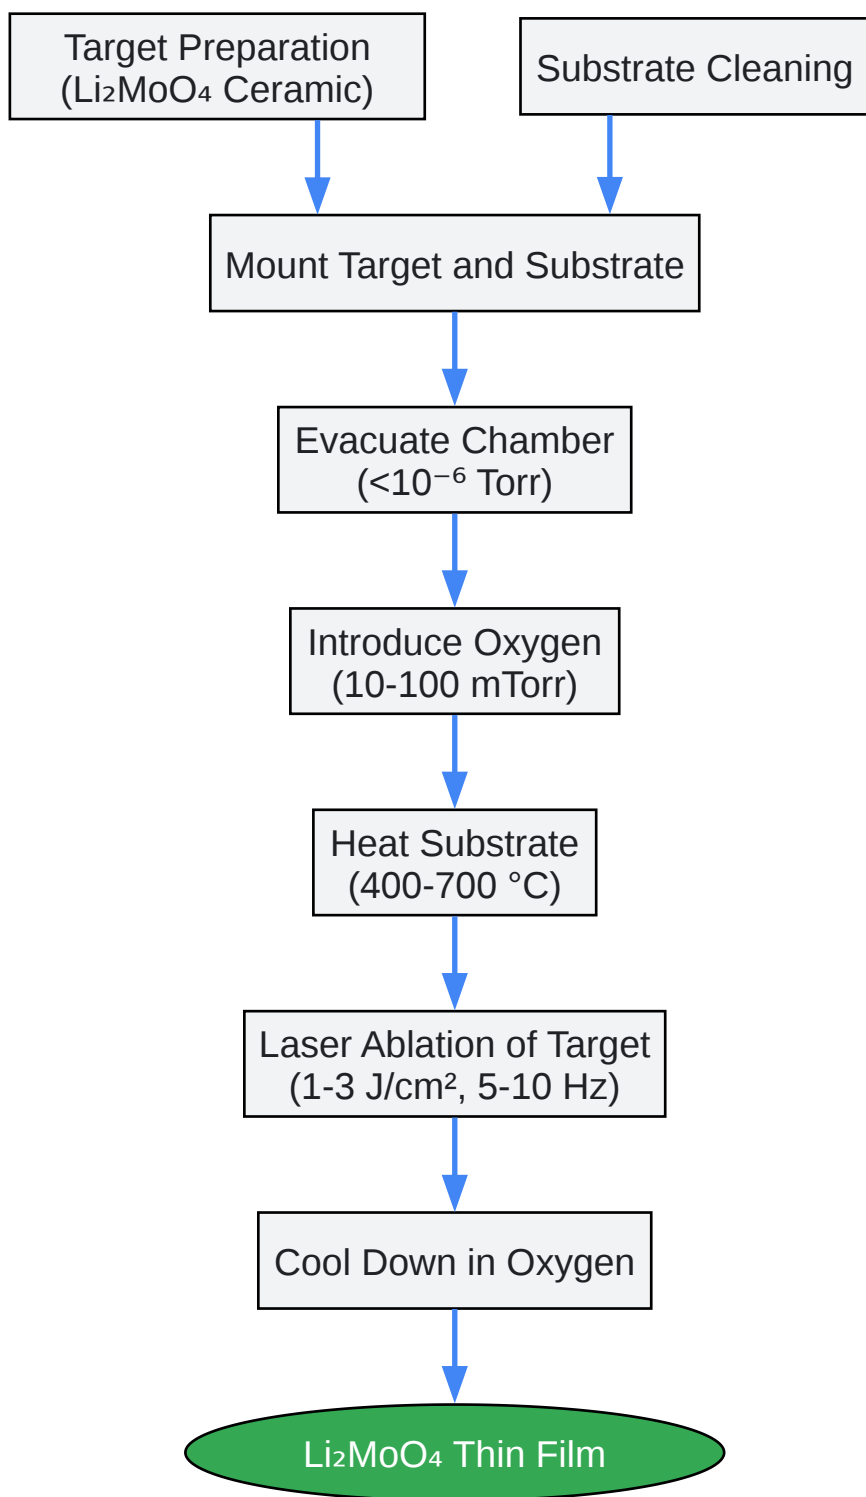 Target Preparation
(Li₂MoO₄ Ceramic)
Substrate Cleaning
Mount Target and Substrate
Evacuate Chamber
(<10⁻⁶ Torr)
Introduce Oxygen
(10-100 mTorr)
Heat Substrate
(400-700 °C)
Laser Ablation of Target
(1-3 J/cm², 5-10 Hz)
Cool Down in Oxygen
Li₂MoO₄ Thin Film